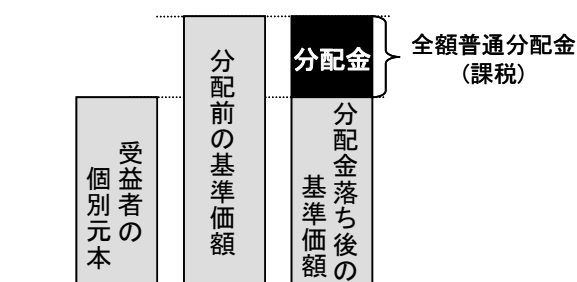 受益者の
個別元本
分配前の基準価額
分配金
分配金落ち後の
基準価額
全額普通分配金
(課税)